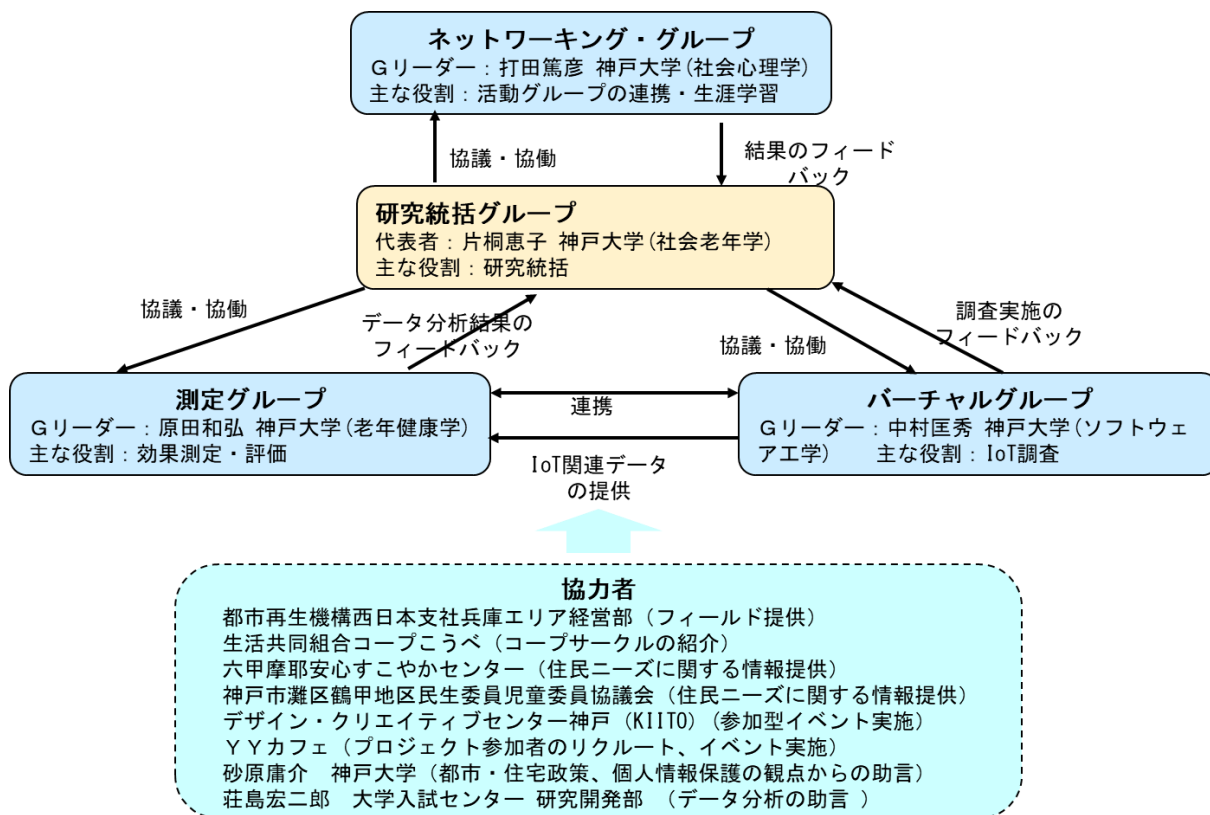 ネットワーキング・グループ
Gリーダー：打田篤彦 神戸大学(社会心理学)
主な役割：活動グループの連携・生涯学習
協議・協働
結果のフィード
バック
研究統括グループ
代表者：片桐恵子 神戸大学(社会老年学)
主な役割：研究統括
協議・協働
データ分析結果の
フィードバック
協議・協働
調査実施の
フィードバック
測定グループ
Gリーダー：原田和弘 神戸大学(老年健康学)
主な役割：効果測定・評価
連携
IoT関連データ
の提供
バーチャルグループ
Gリーダー：中村匡秀 神戸大学(ソフトウェ
ア工学)　　主な役割：IoT調査
協力者
都市再生機構西日本支社兵庫エリア経営部（フィールド提供）
生活共同組合コープこうべ（コープサークルの紹介）
六甲摩耶安心すこやかセンター（住民ニーズに関する情報提供）
神戸市灘区鶴甲地区民生委員児童委員協議会（住民ニーズに関する情報提供）
デザイン・クリエイティブセンター神戸（KIITO）（参加型イベント実施）
ＹＹカフェ（プロジェクト参加者のリクルート、イベント実施）
砂原庸介　神戸大学（都市・住宅政策、個人情報保護の観点からの助言）
荘島宏二郎　大学入試センター 研究開発部　（データ分析の助言 ）